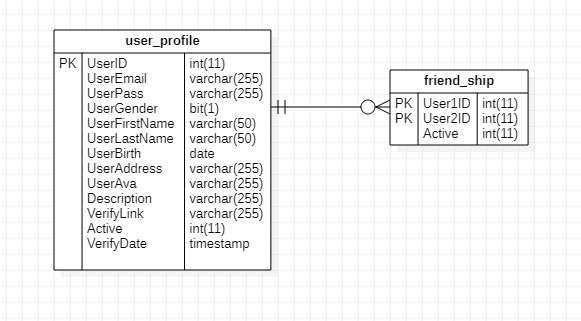 user_profile
PK UserID int(11)
UserEmail varchar(255)
UserPass varchar(255)
UserGender bit(1)
UserFirstName varchar(50)
UserLastName varchar(50)
UserBirth date
UserAddress varchar(255)
UserAva varchar(255)
Description varchar(255)
VerifyLink varchar(255)
Active int(11)
VerifyDate timestamp
friend_ship
PK User1ID int(11)
PK User2ID int(11)
Active int(11)